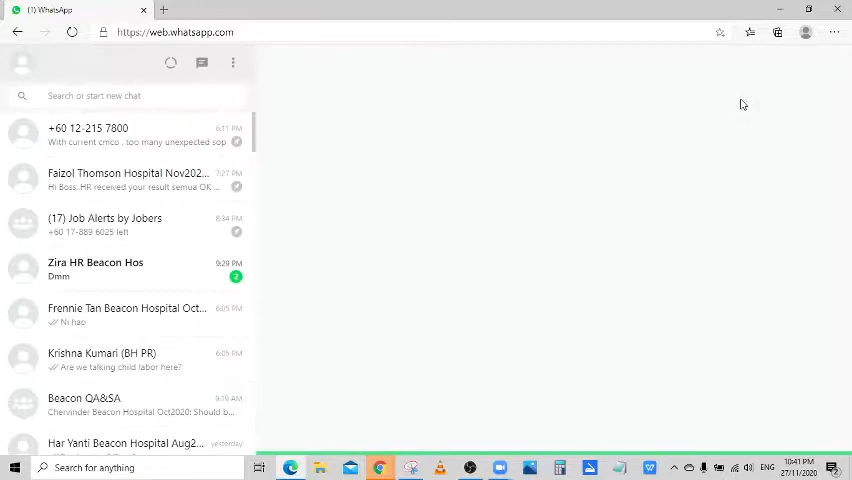 (1) WhatsApp
https://web.whatsapp.com
Search or start new chat
+60 12-215 7800 6:11 PM
With current cmco , too many unexpected sop
Faizol Thomson Hospital Nov202... 7:27 PM
Hi Boss..HR received your result semua OK ...
(17) Job Alerts by Jobers 8:34 PM
+60 17-889 6025 left
Zira HR Beacon Hos 9:29 PM
Dmm 2
Frennie Tan Beacon Hospital Oct... 6:05 PM
Ni hao
Krishna Kumari (BH PR) 6:05 PM
Are we talking child labor here?
Beacon QA&SA 9:19 AM
Chervinder Beacon Hospital Oct2020: Should b...
Har Yanti Beacon Hospital Aug2... yesterday
Search for anything
ENG
10:41 PM
27/11/2020
2